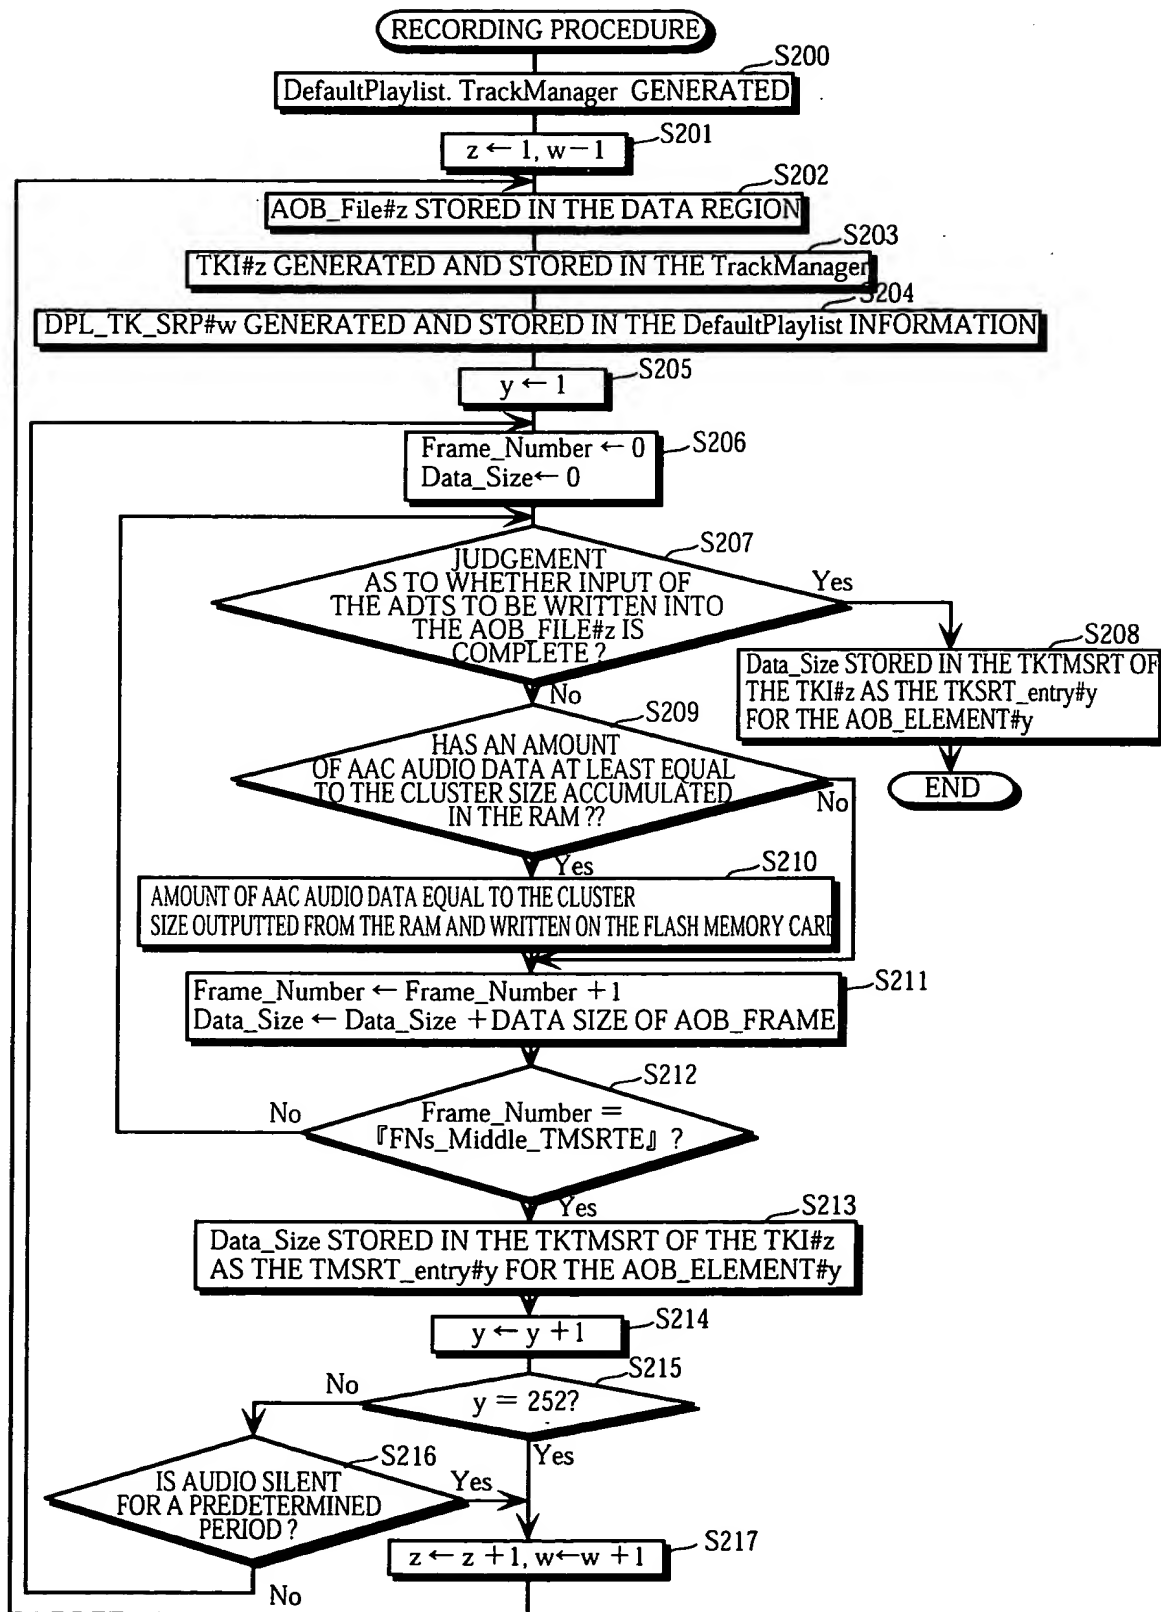 RECORDING PROCEDURE
S200
DefaultPlaylist. TrackManager GENERATED
S201
z ← 1, w－1
S202
AOB_File#z STORED IN THE DATA REGION
S203
TKI#z GENERATED AND STORED IN THE TrackManager
S204
DPL_TK_SRP#w GENERATED AND STORED IN THE DefaultPlaylist INFORMATION
S205
y ← 1
Frame_Number ← 0
Data_Size← 0
S206
S207
JUDGEMENT
AS TO WHETHER INPUT OF
THE ADTS TO BE WRITTEN INTO
THE AOB_FILE#z IS
COMPLETE ?
Yes
No
S208
Data_Size STORED IN THE TKTMSRT OF
THE TKI#z AS THE TKSRT_entry#y
FOR THE AOB_ELEMENT#y
END
S209
HAS AN AMOUNT
OF AAC AUDIO DATA AT LEAST EQUAL
TO THE CLUSTER SIZE ACCUMULATED
IN THE RAM ??
No
Yes
S210
AMOUNT OF AAC AUDIO DATA EQUAL TO THE CLUSTER
SIZE OUTPUTTED FROM THE RAM AND WRITTEN ON THE FLASH MEMORY CARD
S211
Frame_Number ← Frame_Number +1
Data_Size ← Data_Size +DATA SIZE OF AOB_FRAME
S212
No
Frame_Number =
『FNs_Middle_TMSRTE』 ?
Yes
S213
Data_Size STORED IN THE TKTMSRT OF THE TKI#z
AS THE TMSRT_entry#y FOR THE AOB_ELEMENT#y
S214
y ← y +1
S215
No
y = 252?
Yes
S216
IS AUDIO SILENT
FOR A PREDETERMINED
PERIOD ?
Yes
No
S217
z ← z +1, w←w +1